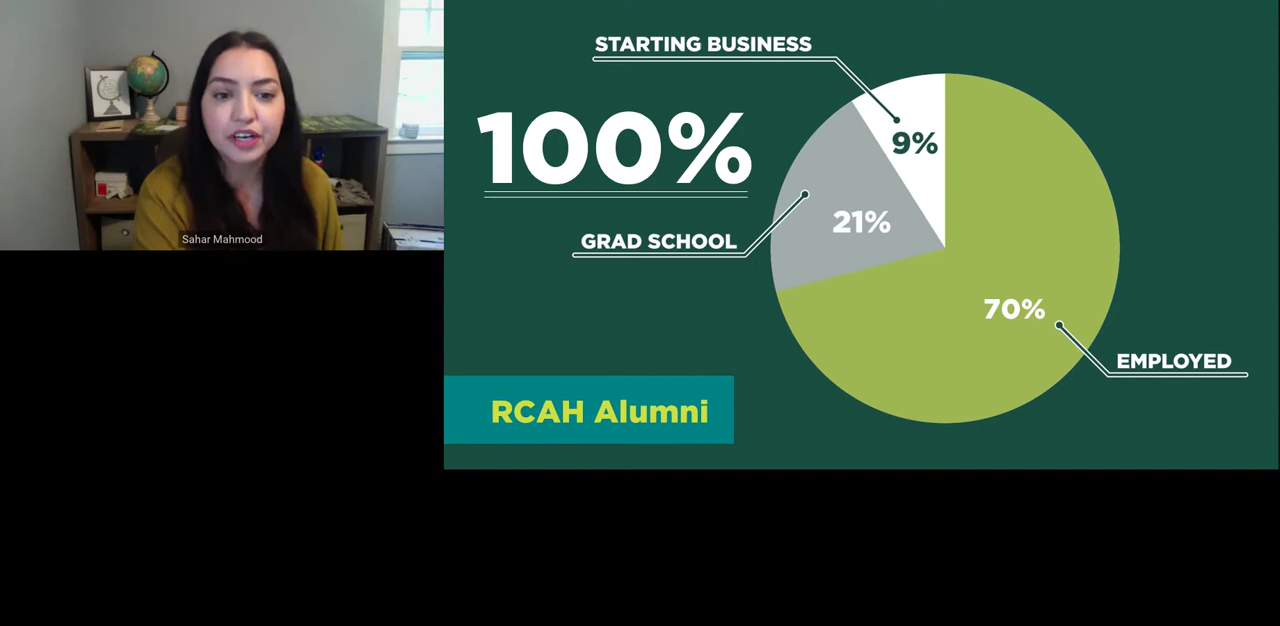 Sahar Mahmood
STARTING BUSINESS
100%
9%
GRAD SCHOOL
21%
70%
EMPLOYED
RCAH Alumni